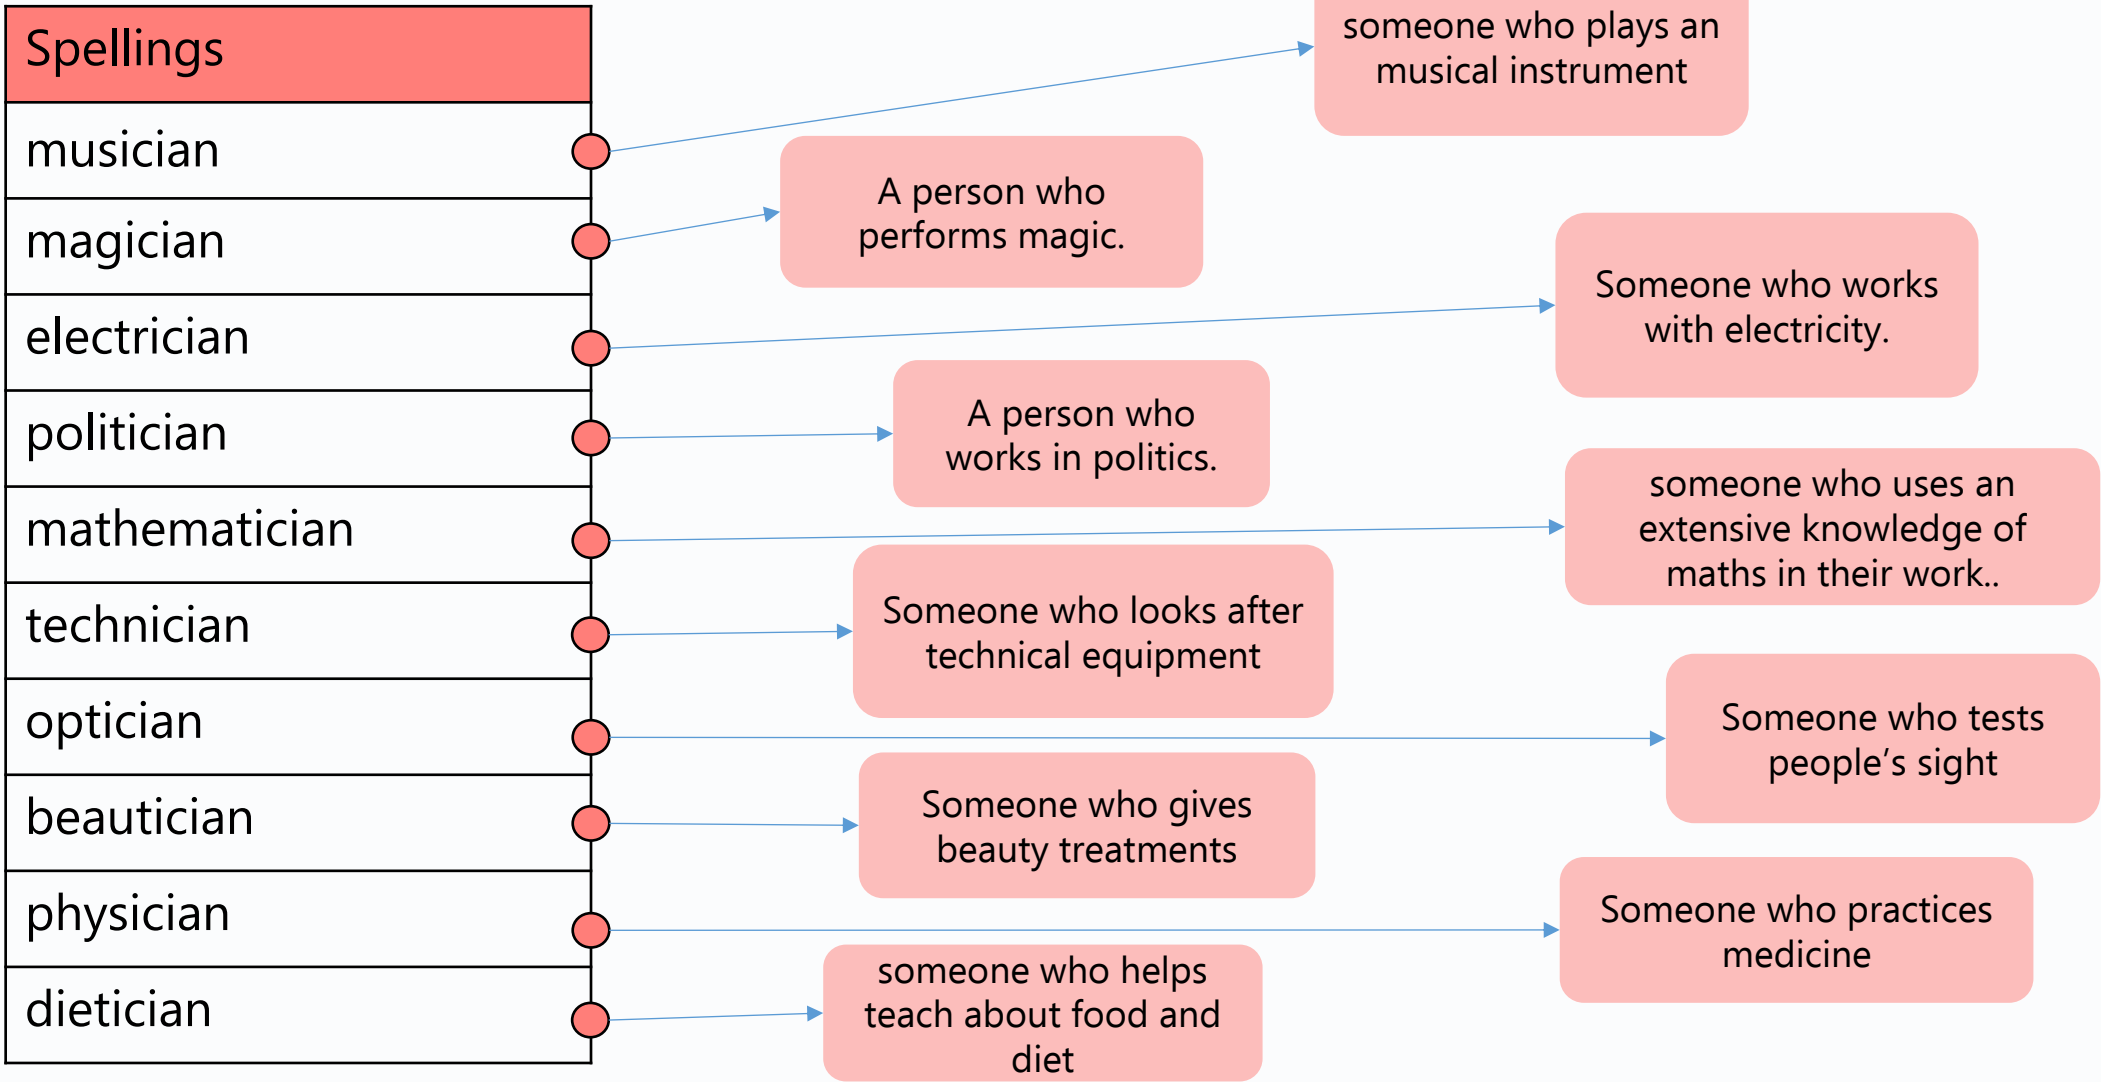 Spellings
musician
magician
electrician
politician
mathematician
technician
optician
beautician
physician
dietician
someone who plays an
musical instrument
A person who
performs magic.
Someone who works
with electricity.
A person who
works in politics.
someone who uses an
extensive knowledge of
maths in their work..
Someone who looks after
technical equipment
Someone who tests
people’s sight
Someone who gives
beauty treatments
Someone who practices
medicine
someone who helps
teach about food and
diet